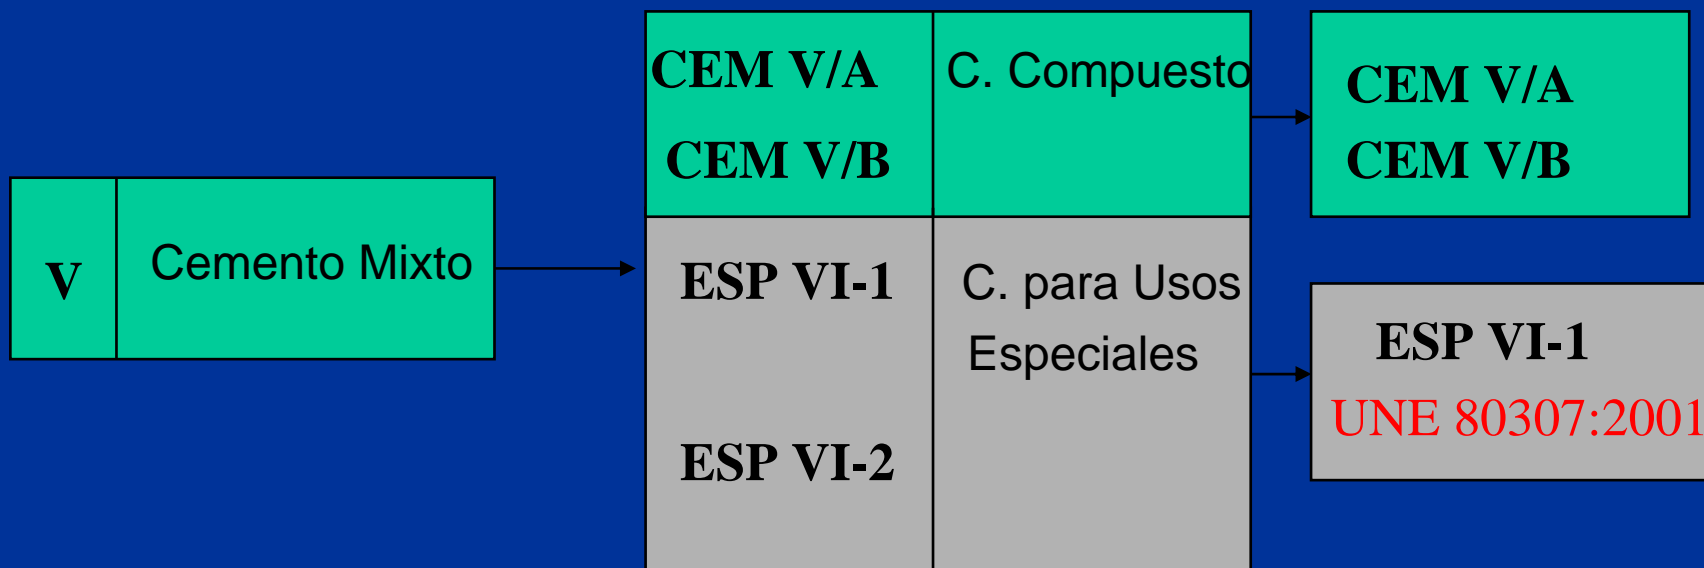 V
Cemento Mixto
CEM V/A
CEM V/B
C. Compuesto
ESP VI-1
ESP VI-2
C. para Usos
Especiales
CEM V/A
CEM V/B
ESP VI-1
UNE 80307:2001